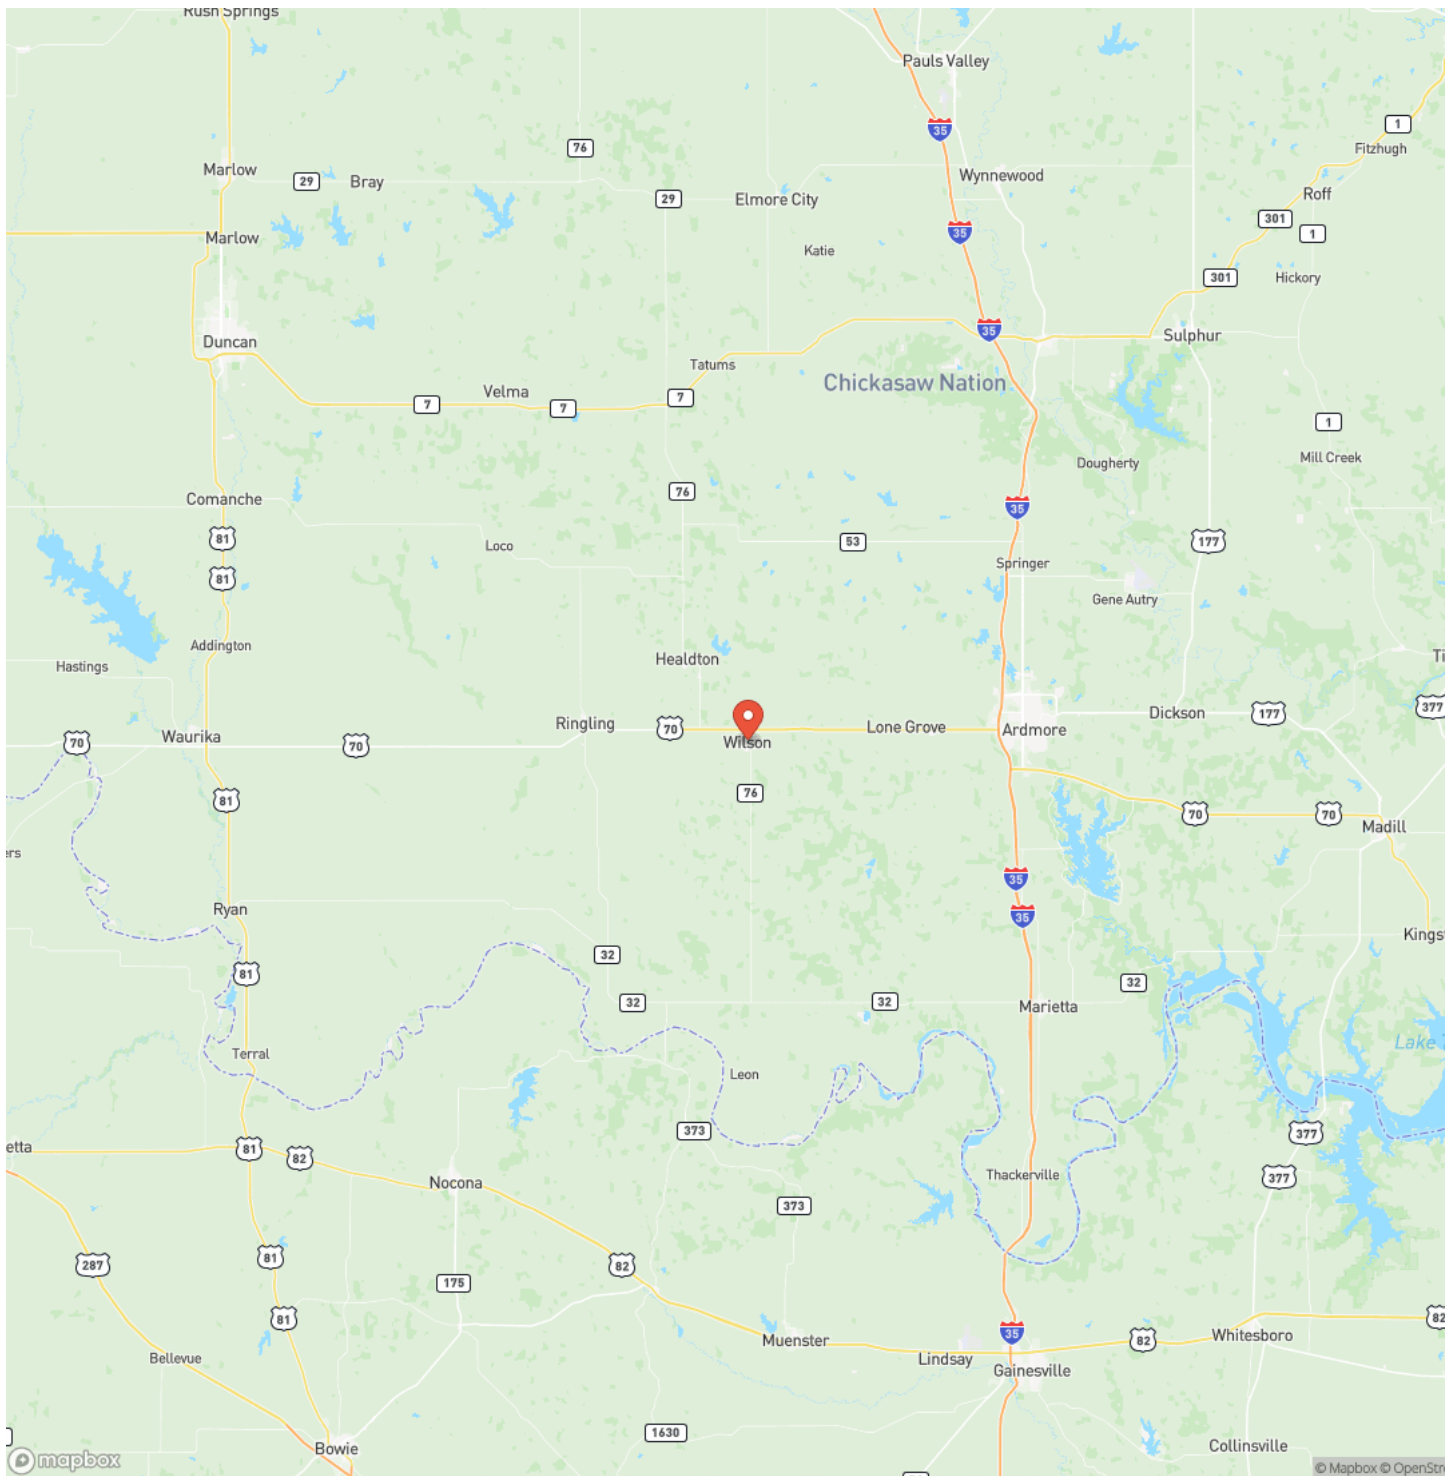 Rush Springs
Pauls Valley
35
1
76
Fitzhugh
Marlow
29
Bray
Wynnewood
29
Elmore City
Roff
301
1
35
Marlow
Katie
301
Hickory
35
Duncan
Sulphur
Tatums
Chickasaw Nation
Velma
7
7
7
1
Dougherty
Mill Creek
76
Comanche
35
81
53
177
Loco
Springer
81
Gene Autry
Addington
Healdton
Hastings
377
Ringling
70
Lone Grove
Ardmore
Dickson
177
Waurika
70
70
Wilson
76
81
70
70
Madill
35
Ryan
35
32
81
32
32
32
Marietta
Lake
Terral
Leon
373
377
81
82
etta
Nocona
Thackerville
377
373
287
81
82
175
81
35
82
82
Whitesboro
Muenster
Bellevue
Lindsay
Gainesville
1630
Bowie
Collinsville
mapbox
© Mapbox © OpenStre